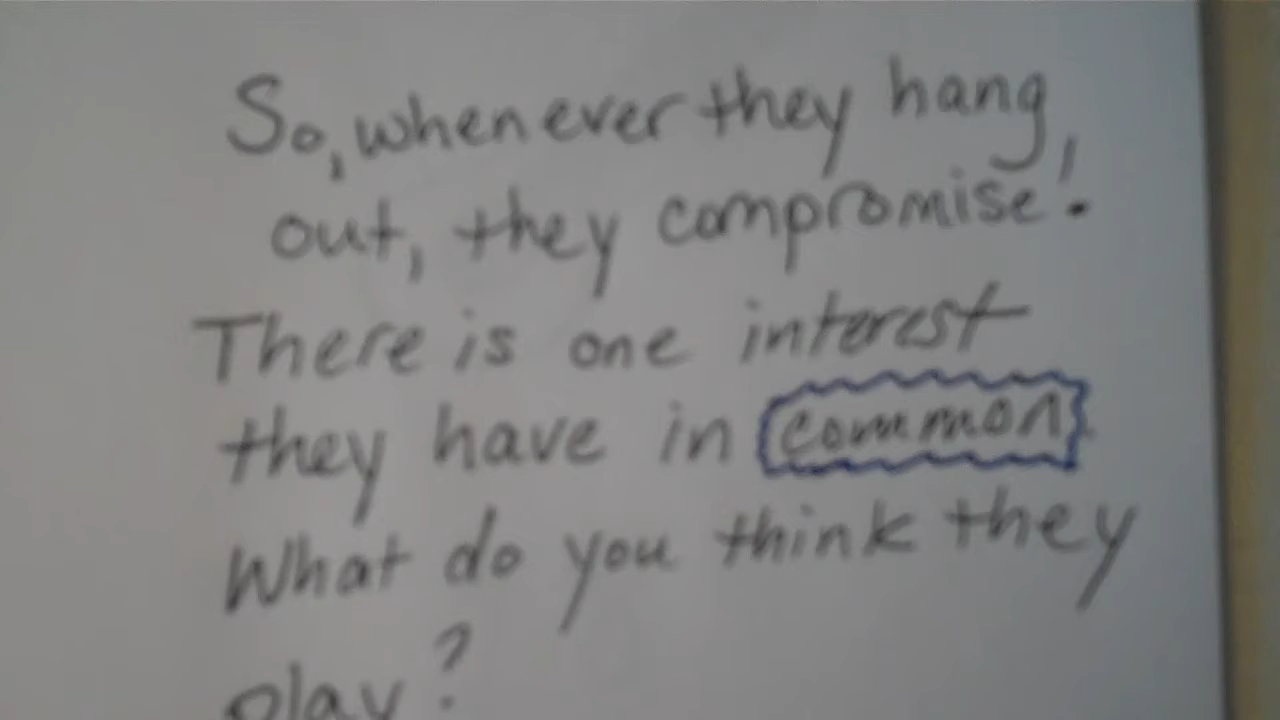 So, whenever they hang
out, they compromise!
There is one interest
they have in common.
What do you think they
play?